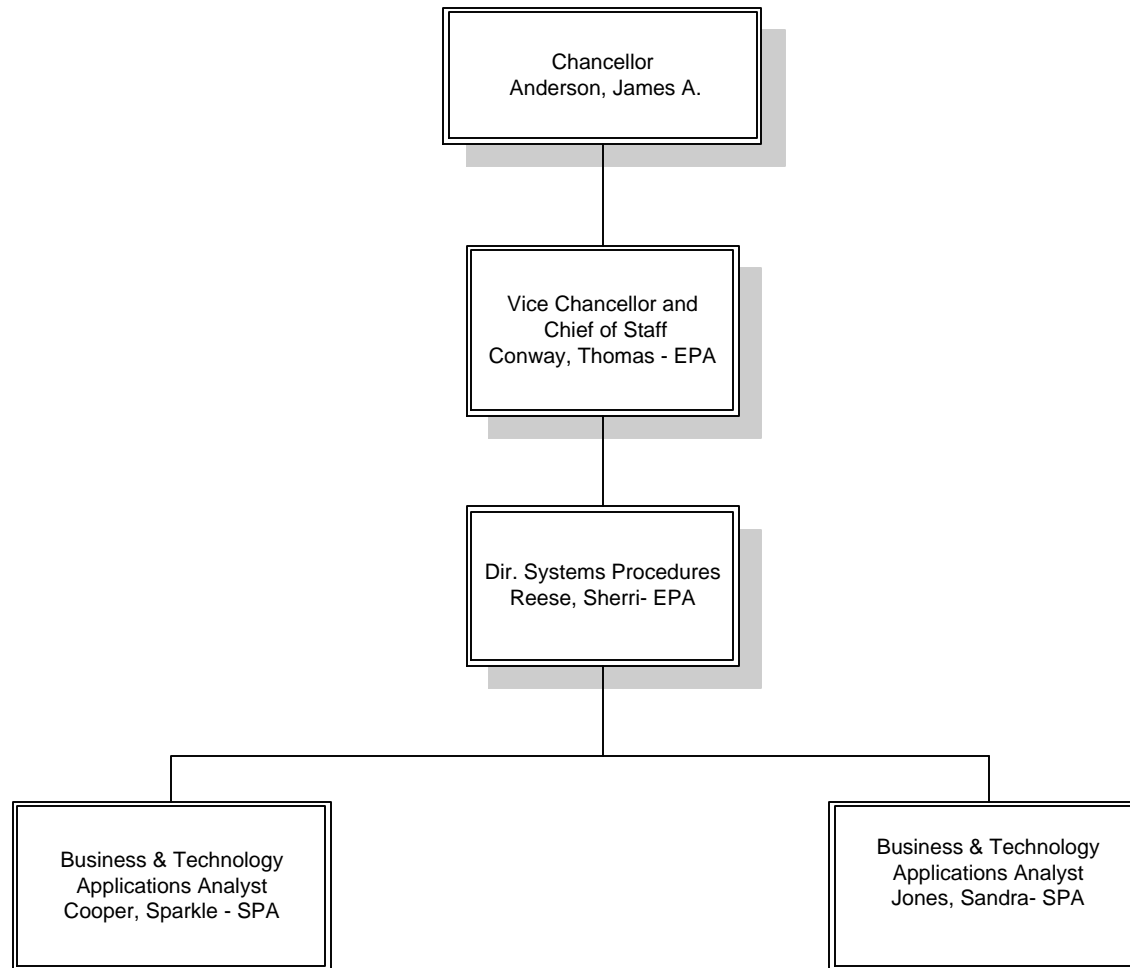 Chancellor
Anderson, James A.
Vice Chancellor and
Chief of Staff
Conway, Thomas - EPA
Dir. Systems Procedures
Reese, Sherri- EPA
Business & Technology
Applications Analyst
Cooper, Sparkle - SPA
Business & Technology
Applications Analyst
Jones, Sandra- SPA